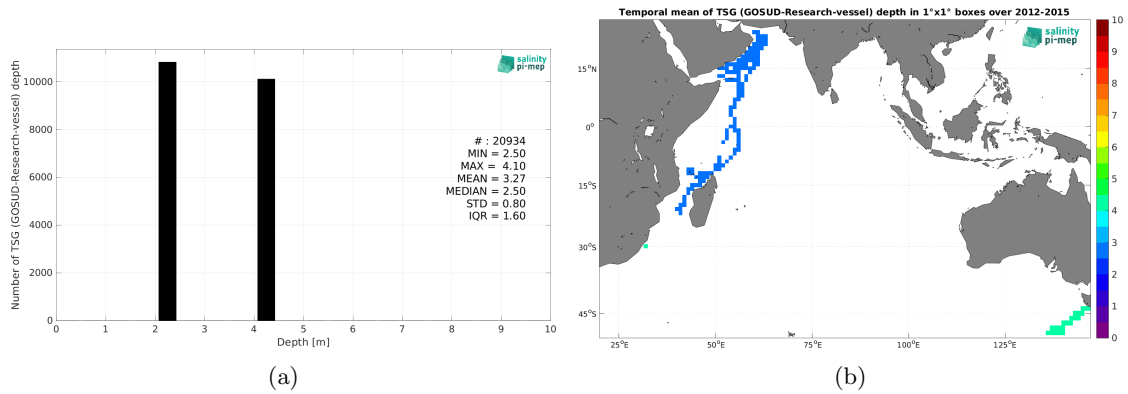 Number of TSG (GOSUD-Research-vessel) depth
10000
8000
6000
4000
2000
0
salinity
pi-mep
# : 20934
MIN = 2.50
MAX = 4.10
MEAN = 3.27
MEDIAN = 2.50
STD = 0.80
IQR = 1.60
0 1 2 3 4 5 6 7 8 9 10
Depth [m]
(a)
Temporal mean of TSG (GOSUD-Research-vessel) depth in 1°x1° boxes over 2012-2015
salinity
pi-mep
15°N
0°
15°S
30°S
45°S
25°E 50°E 75°E 100°E 125°E
10
9
8
7
6
5
4
3
2
1
0
(b)